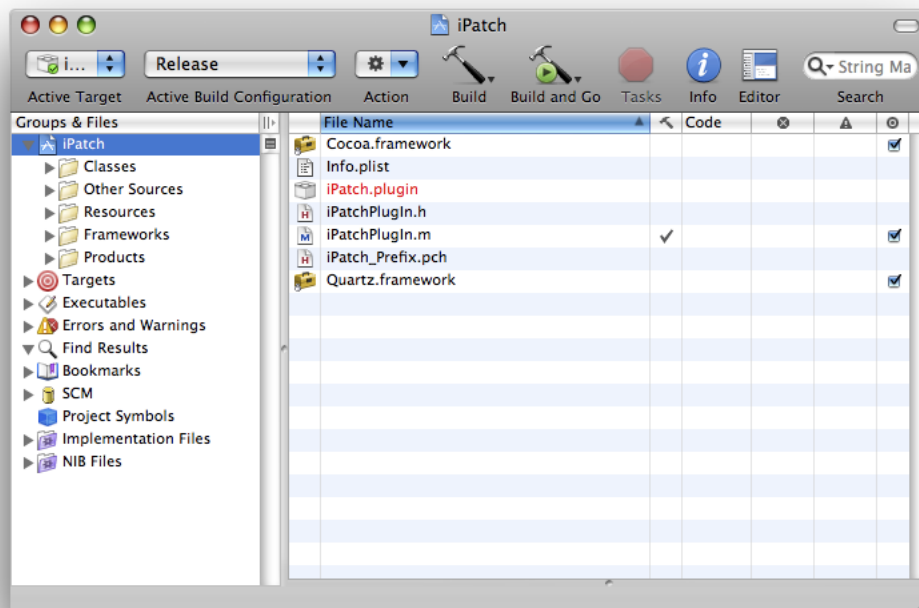 iPatch
i... Release String Ma
Active Target Active Build Configuration Action Build Build and Go Tasks Info Editor Search
Groups & Files File Name Code
iPatch Cocoa.framework
Classes Info.plist
Other Sources iPatch.plugin
Resources iPatchPlugIn.h
Frameworks iPatchPlugIn.m
Products iPatch_Prefix.pch
Targets Quartz.framework
Executables
Errors and Warnings
Find Results
Bookmarks
SCM
Project Symbols
Implementation Files
NIB Files